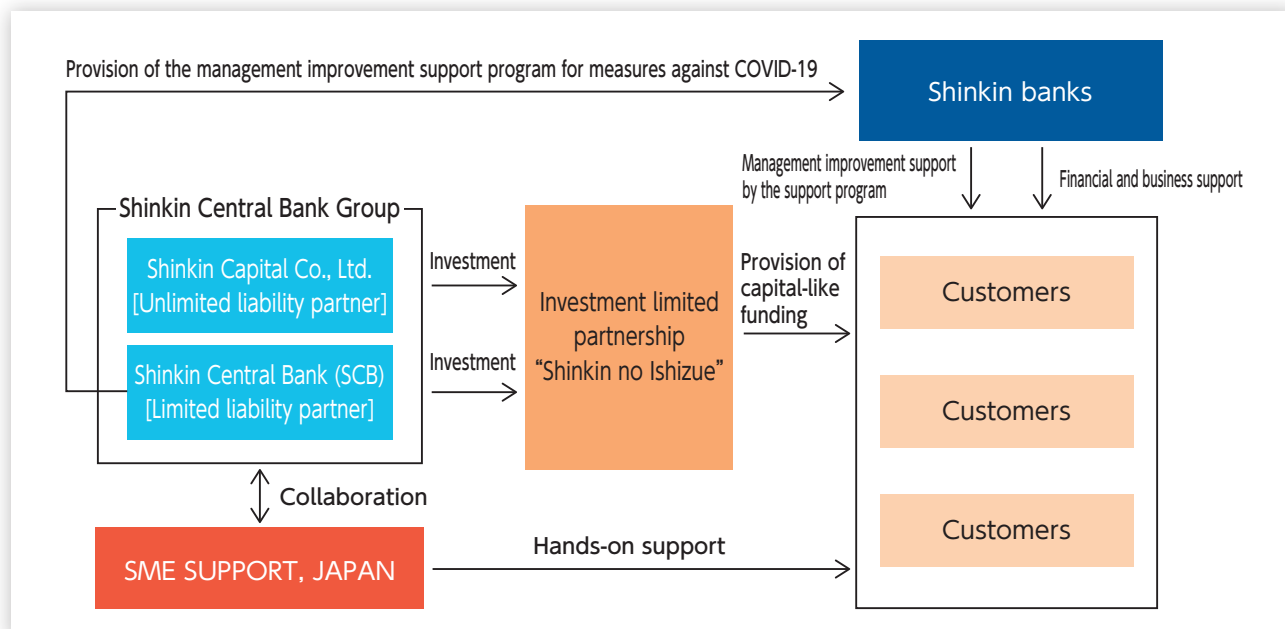 Provision of the management improvement support program for measures against COVID-19
Shinkin banks
Management improvement support
by the support program
Financial and business support
Shinkin Central Bank Group
Shinkin Capital Co., Ltd.
[Unlimited liability partner]
Shinkin Central Bank (SCB)
[Limited liability partner]
Investment
Investment
Investment limited
partnership
“Shinkin no Ishizue”
Provision of
capital-like
funding
Customers
Customers
Customers
Collaboration
SME SUPPORT, JAPAN
Hands-on support